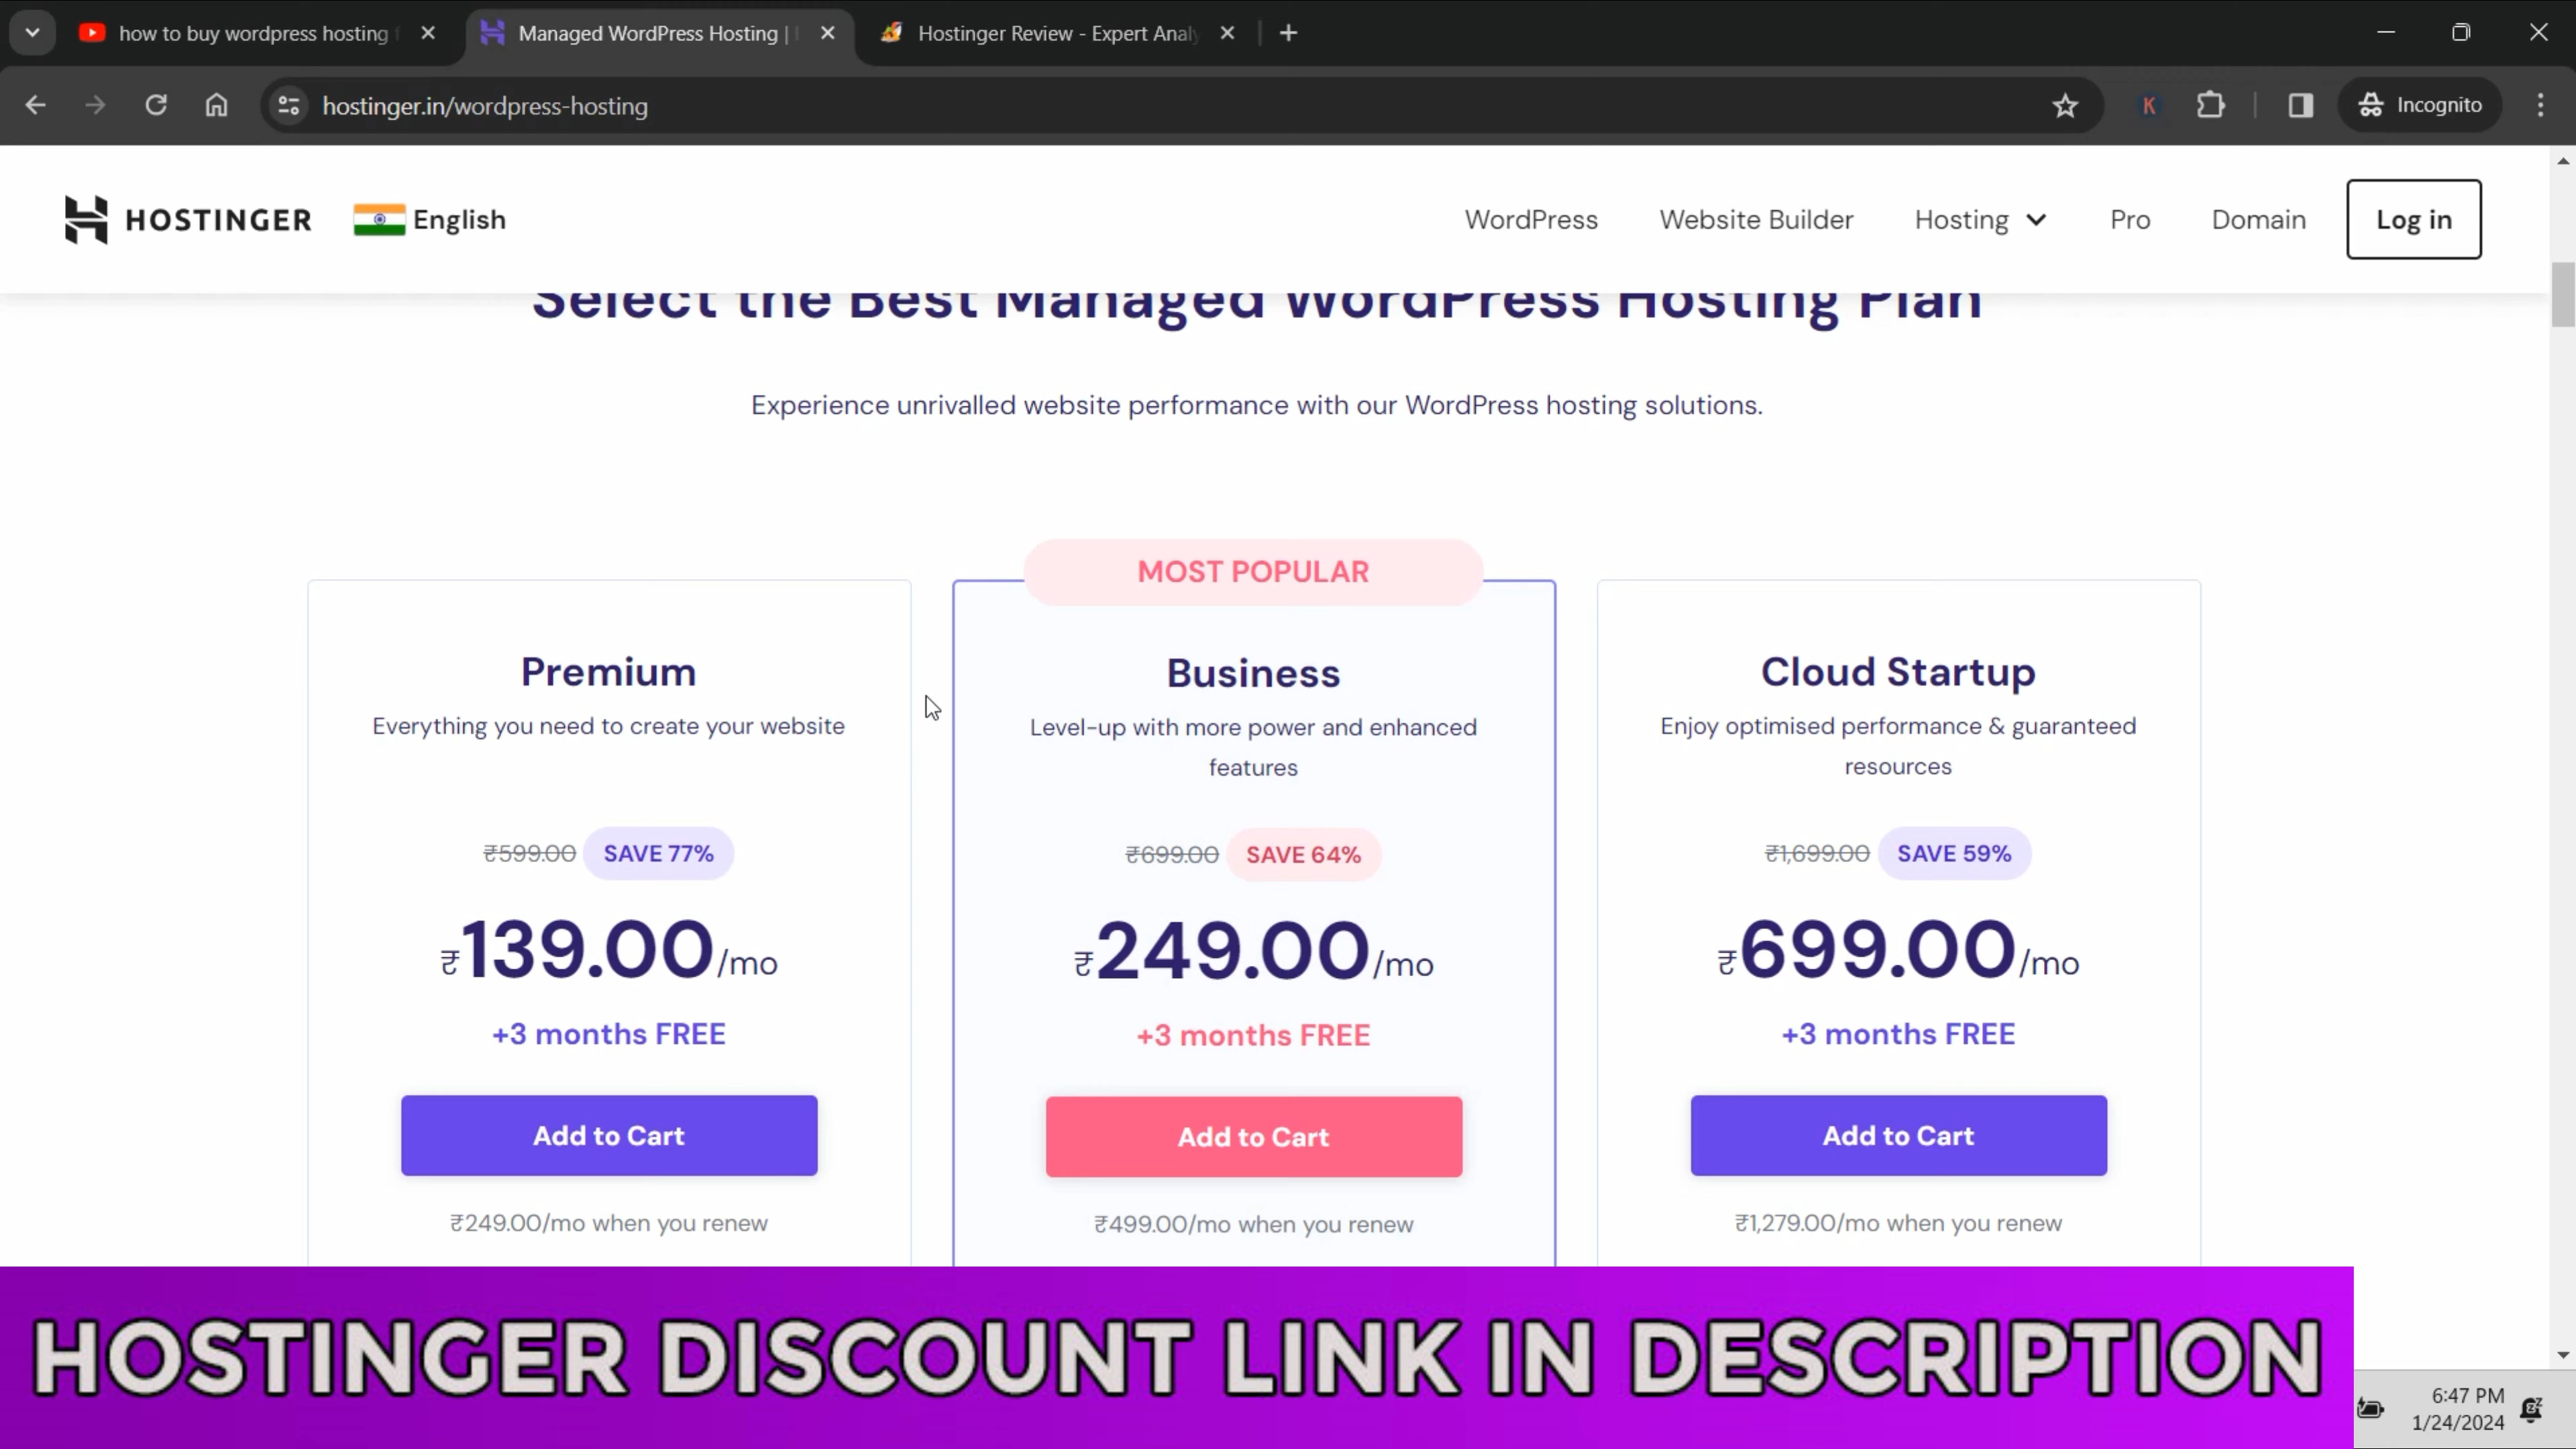 how to buy wordpress hosting
Managed WordPress Hosting |
Hostinger Review - Expert Analy
hostinger.in/wordpress-hosting
K
Incognito
HOSTINGER
English
WordPress
Website Builder
Hosting
Pro
Domain
Log in
Select the Best Managed WordPress Hosting Plan
Experience unrivalled website performance with our WordPress hosting solutions.
MOST POPULAR
Premium
Everything you need to create your website
₹599.00 SAVE 77%
₹139.00/mo
+3 months FREE
Add to Cart
₹249.00/mo when you renew
Business
Level-up with more power and enhanced
features
₹699.00 SAVE 64%
₹249.00/mo
+3 months FREE
Add to Cart
₹499.00/mo when you renew
Cloud Startup
Enjoy optimised performance & guaranteed
resources
₹1,699.00 SAVE 59%
₹699.00/mo
+3 months FREE
Add to Cart
₹1,279.00/mo when you renew
HOSTINGER DISCOUNT LINK IN DESCRIPTION
6:47 PM
1/24/2024